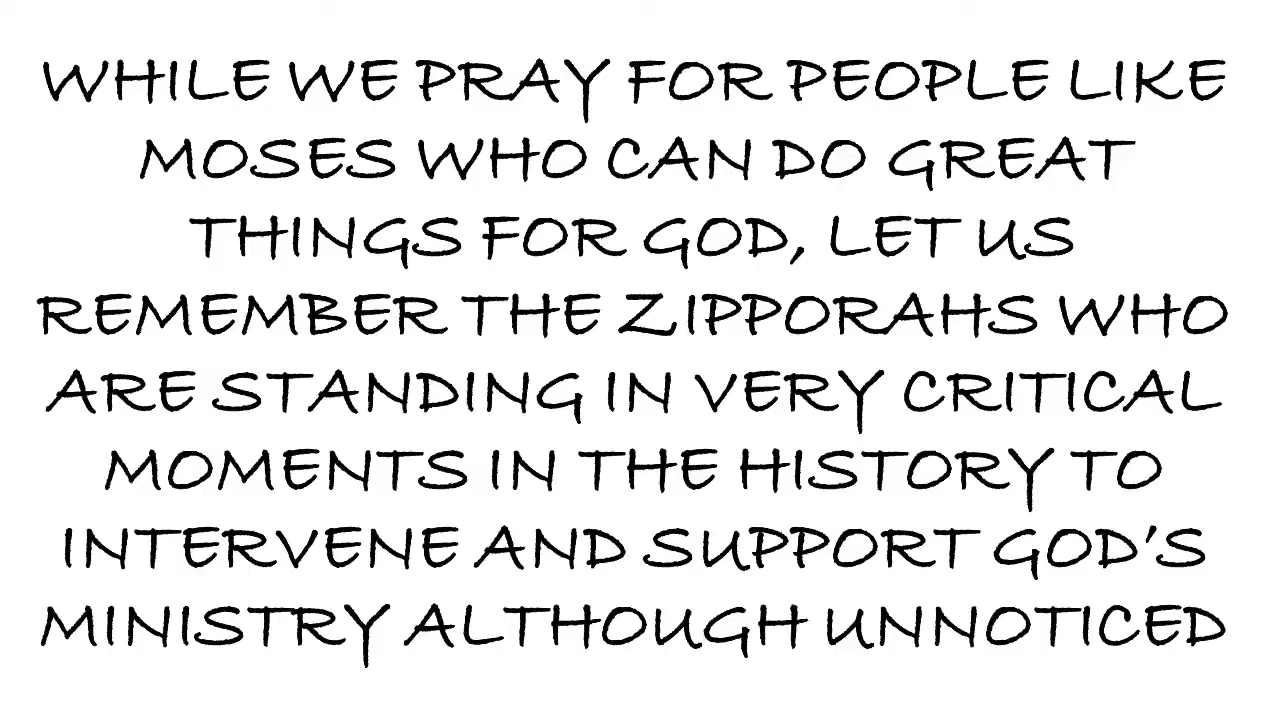 WHILE WE PRAY FOR PEOPLE LIKE
MOSES WHO CAN DO GREAT
THINGS FOR GOD, LET US
REMEMBER THE ZIPPORAHS WHO
ARE STANDING IN VERY CRITICAL
MOMENTS IN THE HISTORY TO
INTERVENE AND SUPPORT GOD'S
MINISTRY ALTHOUGH UNNOTICED